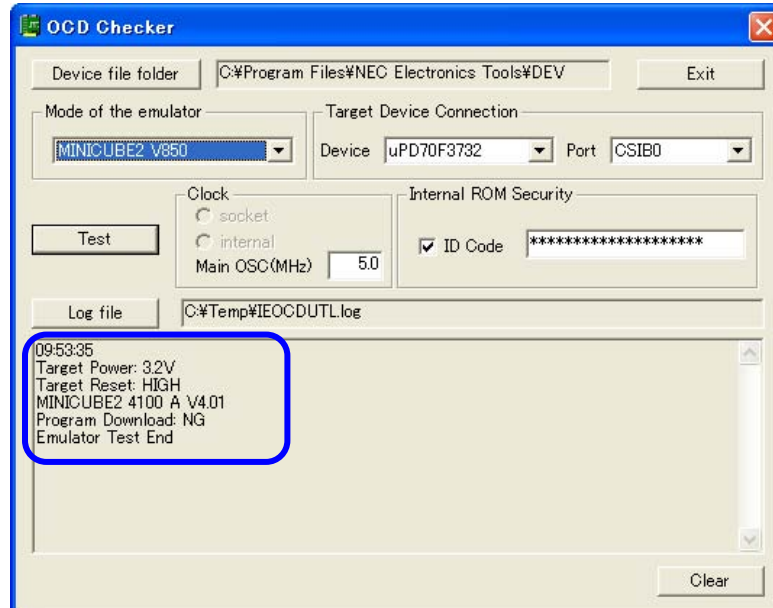 OCD Checker
Device file folder
C:¥Program Files¥NEC Electronics Tools¥DEV
Exit
Mode of the emulator
MINICUBE2 V850
Target Device Connection
Device
uPD70F3732
Port
CSIB0
Test
Clock
socket
internal
Main OSC(MHz)
5.0
Internal ROM Security
ID Code
********************
Log file
C:¥Temp¥IEOCDUTL.log
09:53:35
Target Power: 3.2V
Target Reset: HIGH
MINICUBE2 4100 A V4.01
Program Download: NG
Emulator Test End
Clear